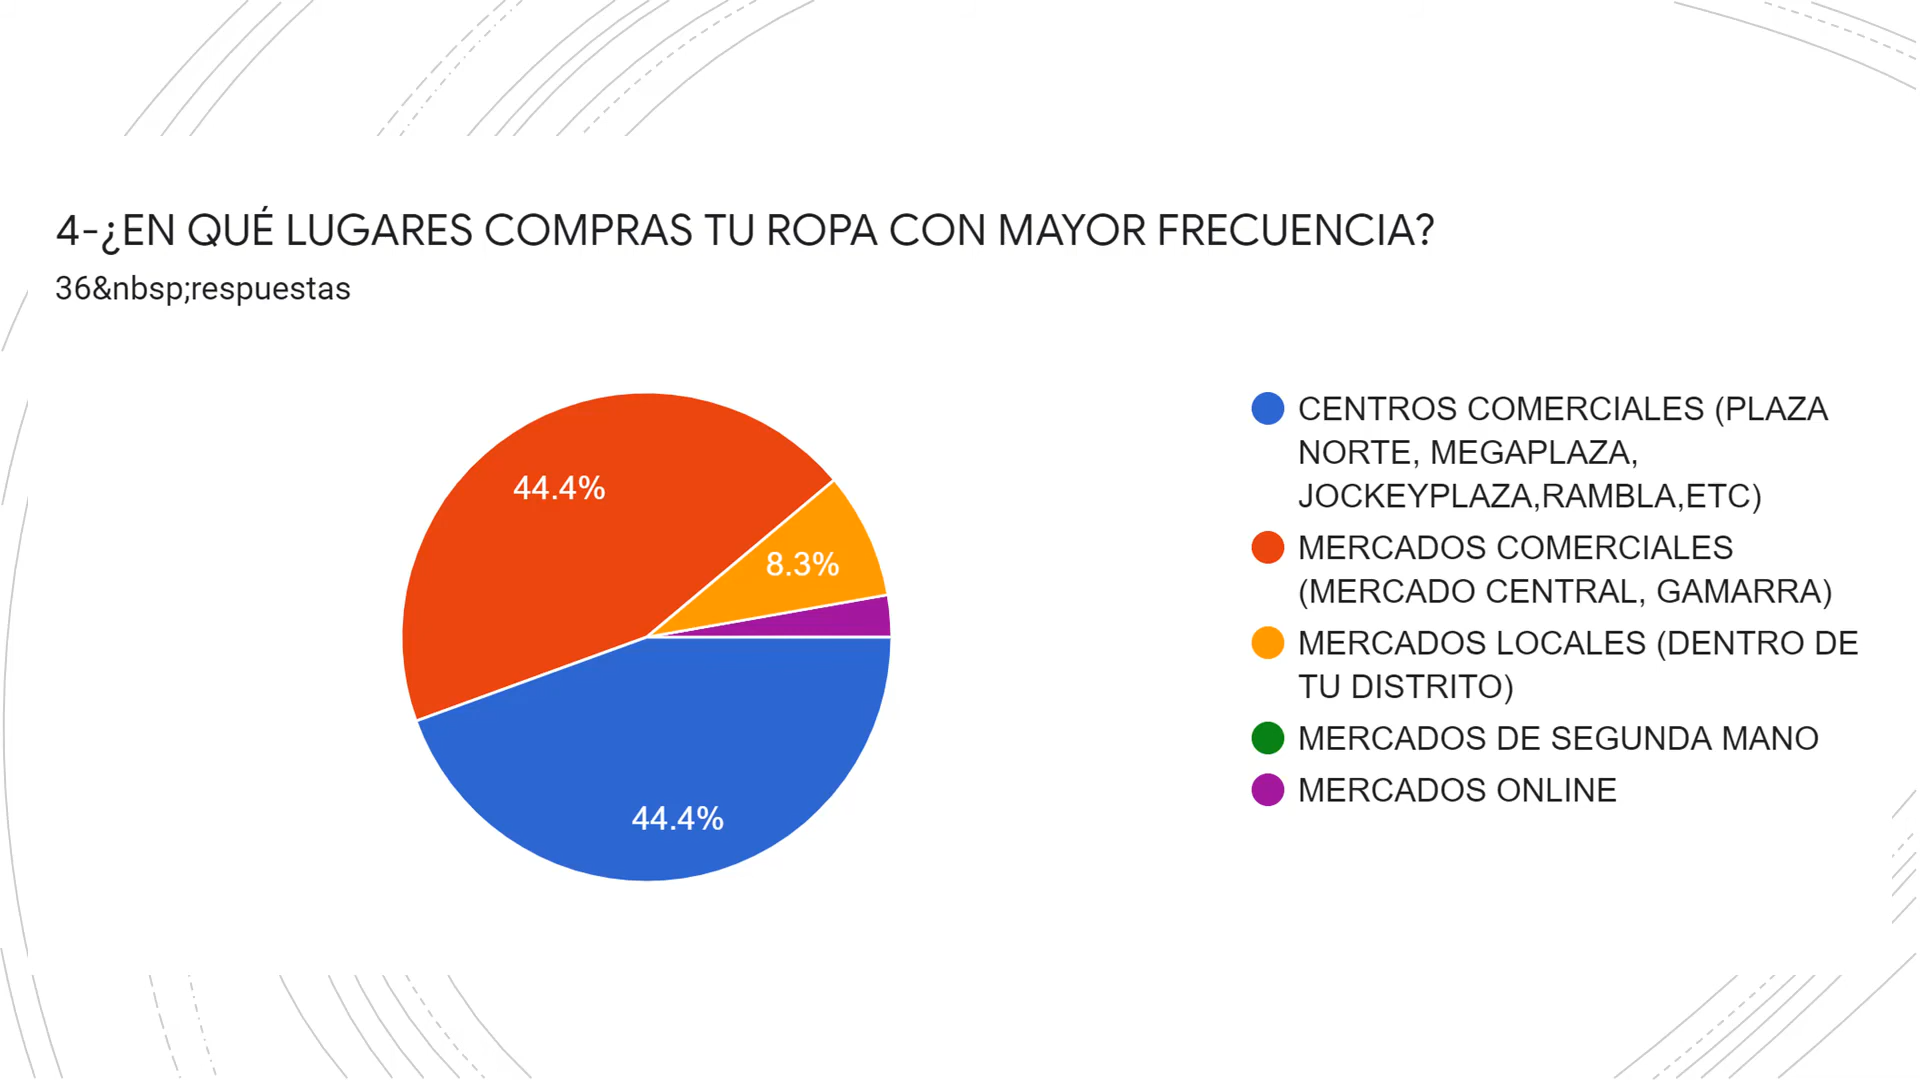 4-¿EN QUÉ LUGARES COMPRAS TU ROPA CON MAYOR FRECUENCIA?
36&nbsp;respuestas
44.4%
8.3%
44.4%
CENTROS COMERCIALES (PLAZA
NORTE, MEGAPLAZA,
JOCKEYPLAZA,RAMBLA,ETC)
MERCADOS COMERCIALES
(MERCADO CENTRAL, GAMARRA)
MERCADOS LOCALES (DENTRO DE
TU DISTRITO)
MERCADOS DE SEGUNDA MANO
MERCADOS ONLINE